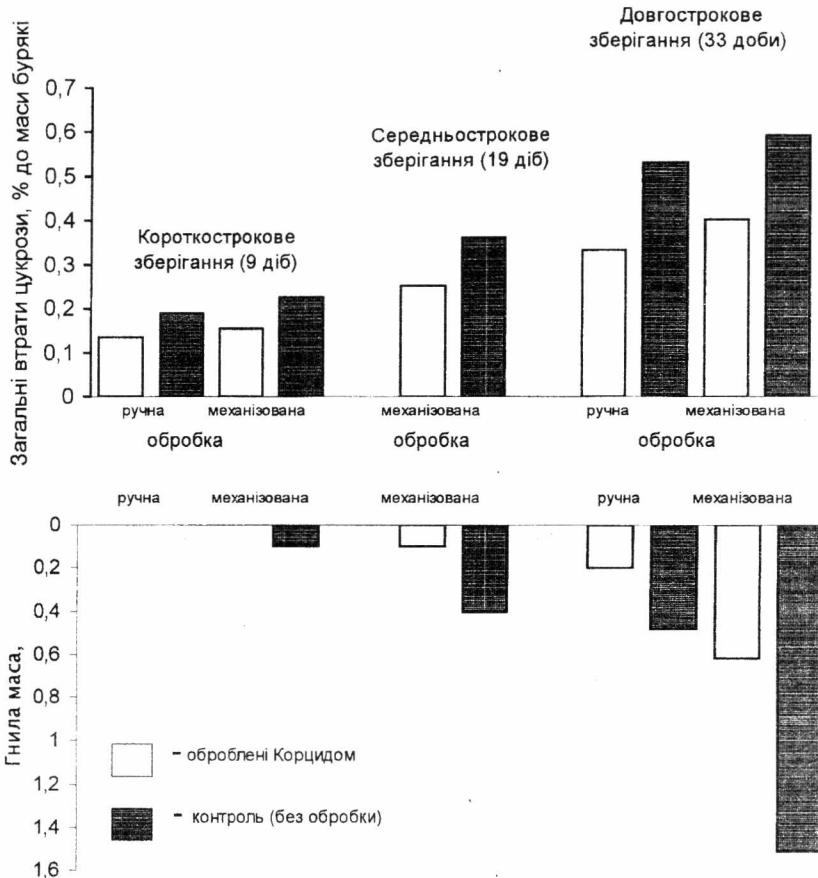 Довгострокове
зберігання (33 доби)
Загальні втрати цукрози, % до маси бурякі
0,7
0,6
0,5
0,4
0,3
0,2
0,1
0
Середньострокове
зберігання (19 діб)
Короткострокове
зберігання (9 діб)
ручна механізована механізована ручна механізована
обробка обробка обробка
ручна механізована механізована ручна механізована
Гнила маса,
0
0,2
0,4
0,6
0,8
1
1,2
1,4
1,6
- оброблені Корцидом
- контроль (без обробки)